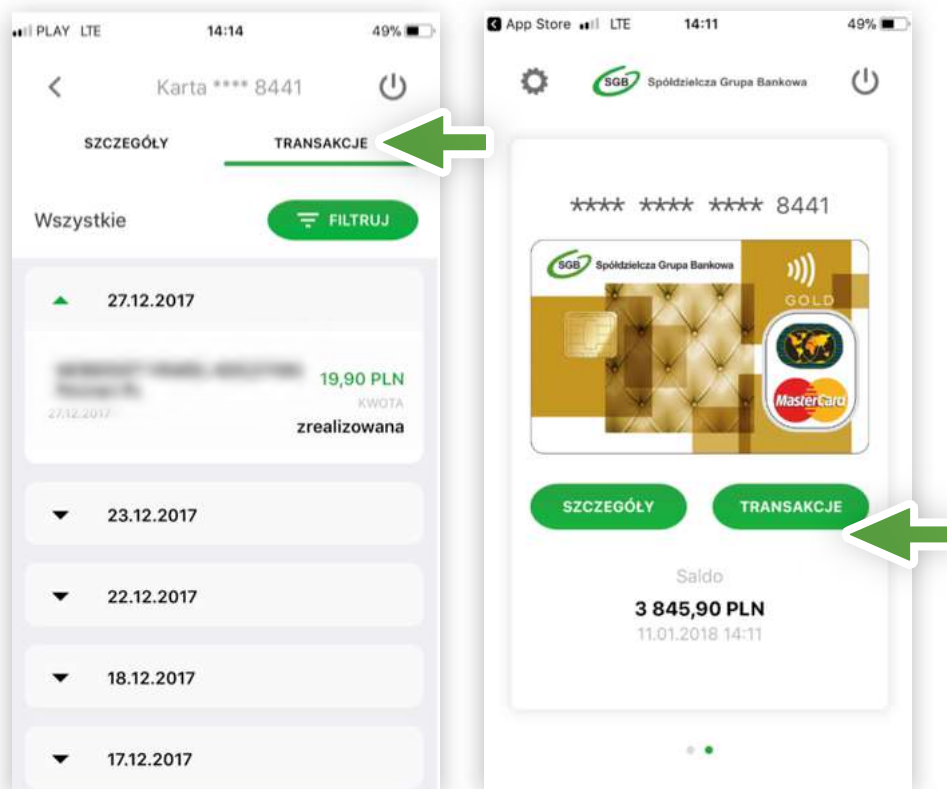 PLAY LTE 14:14 49%
Karta **** 8441
SZCZEGÓŁY TRANSAKCJE
Wszystkie FILTRUJ
27.12.2017
19,90 PLN
KWOTA
27.12.2017
zrealizowana
23.12.2017
22.12.2017
18.12.2017
17.12.2017
App Store LTE 14:11 49%
SGB Spółdzielcza Grupa Bankowa
**** **** **** 8441
SGB Spółdzielcza Grupa Bankowa
GOLD
MasterCard
SZCZEGÓŁY TRANSAKCJE
Saldo
3 845,90 PLN
11.01.2018 14:11